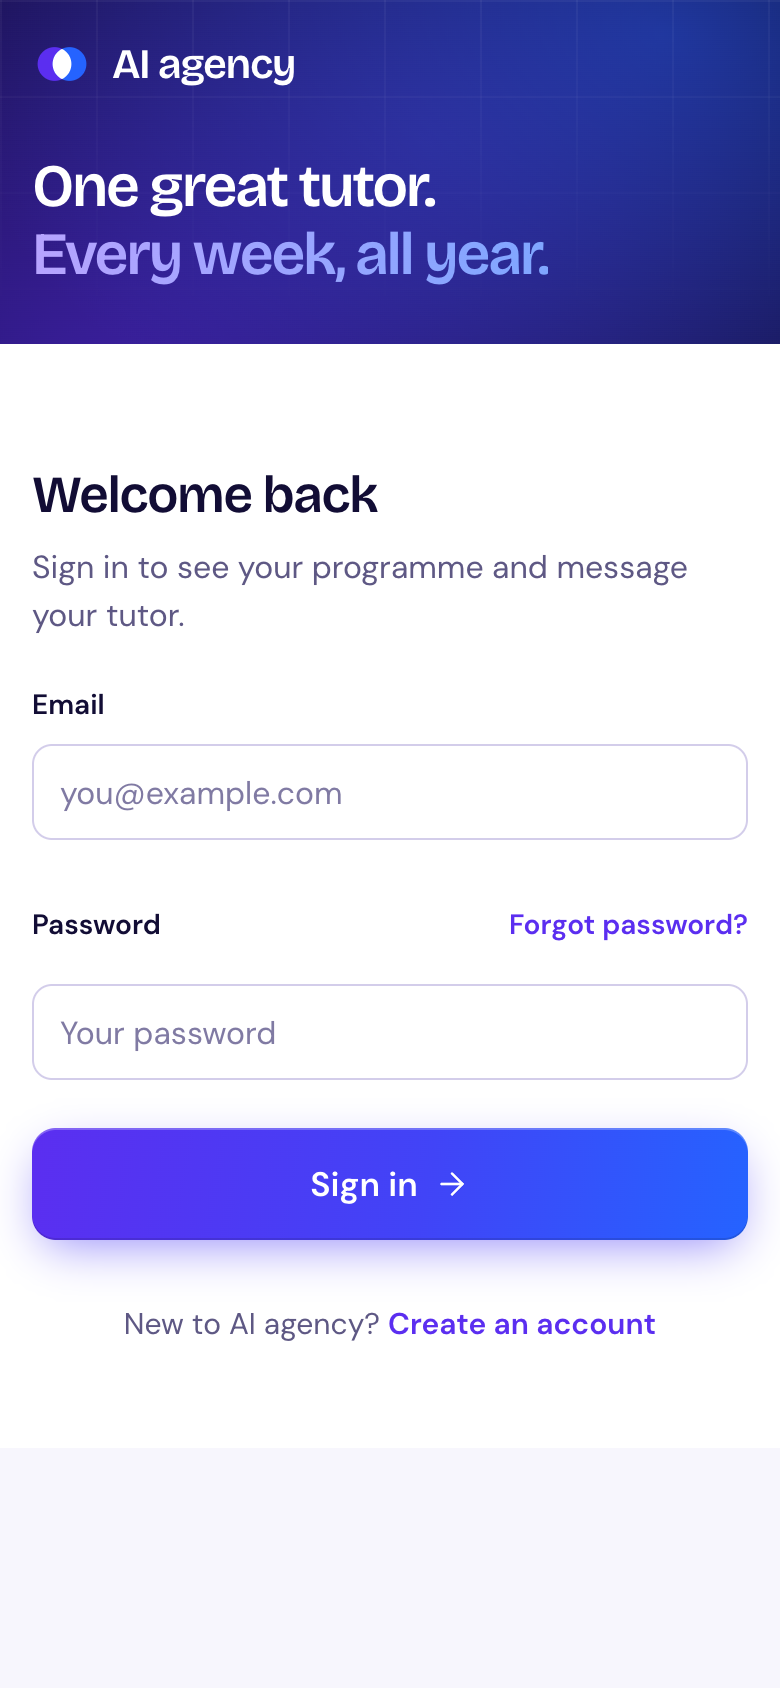 AI agency
One great tutor.
Every week, all year.
Welcome back
Sign in to see your programme and message
your tutor.
Email
you@example.com
Password
Forgot password?
Your password
Sign in →
New to AI agency? Create an account